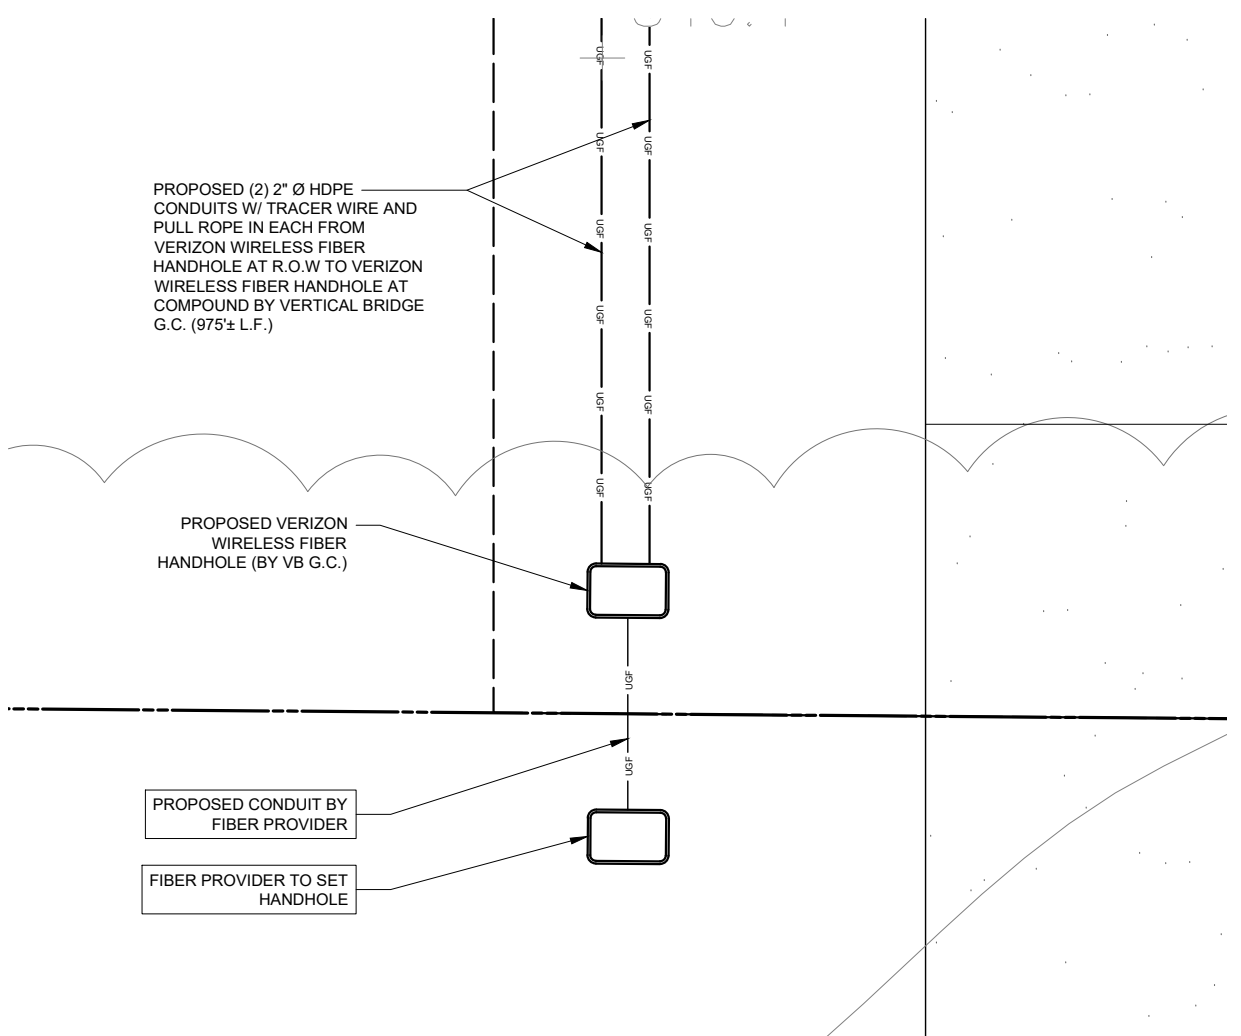 UGF UGF
UGF UGF
PROPOSED (2) 2" Ø HDPE
CONDUITS W/ TRACER WIRE AND
PULL ROPE IN EACH FROM
VERIZON WIRELESS FIBER
HANDHOLE AT R.O.W TO VERIZON
WIRELESS FIBER HANDHOLE AT
COMPOUND BY VERTICAL BRIDGE
G.C. (975'± L.F.)
UGF UGF
UGF UGF
UGF UGF
UGF UGF
PROPOSED VERIZON
WIRELESS FIBER
HANDHOLE (BY VB G.C.)
UGF
UGF
PROPOSED CONDUIT BY
FIBER PROVIDER
FIBER PROVIDER TO SET
HANDHOLE